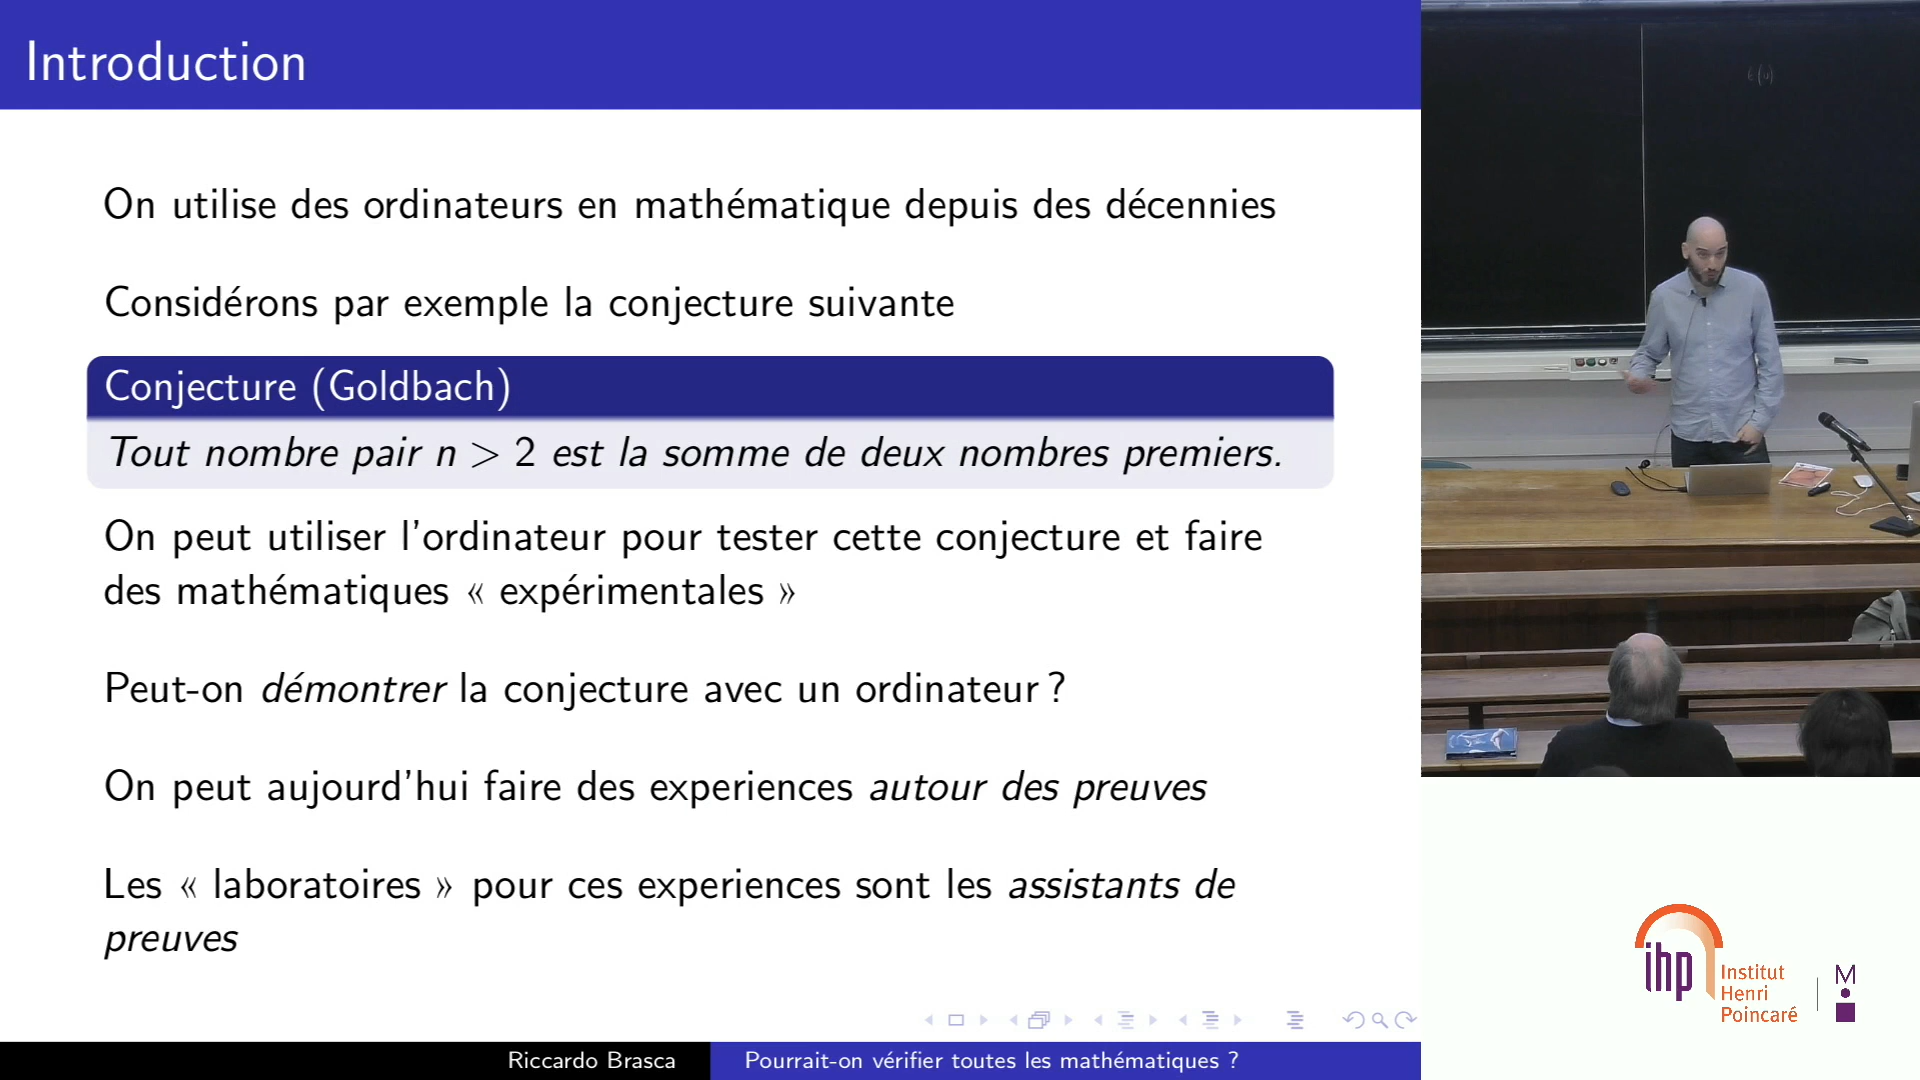 Introduction
On utilise des ordinateurs en mathématique depuis des décennies
Considérons par exemple la conjecture suivante
Conjecture (Goldbach)
Tout nombre pair n > 2 est la somme de deux nombres premiers.
On peut utiliser l'ordinateur pour tester cette conjecture et faire
des mathématiques « expérimentales »
Peut-on démontrer la conjecture avec un ordinateur ?
On peut aujourd'hui faire des experiences autour des preuves
Les « laboratoires » pour ces experiences sont les assistants de
preuves
Riccardo Brasca
Pourrait-on vérifier toutes les mathématiques ?
ihp
Institut
Henri
Poincaré
M